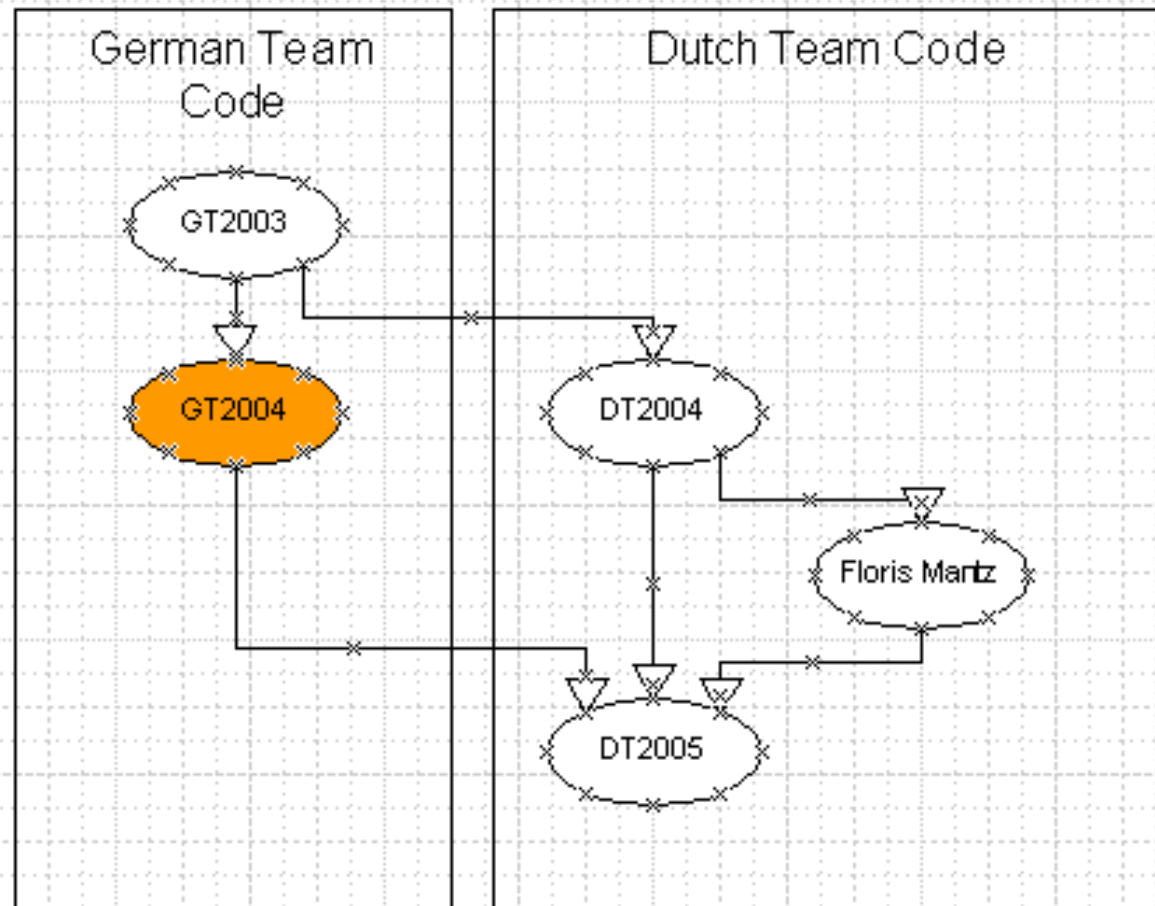 German Team
Code
Dutch Team Code
GT2003
GT2004
DT2004
Floris Mantz
DT2005